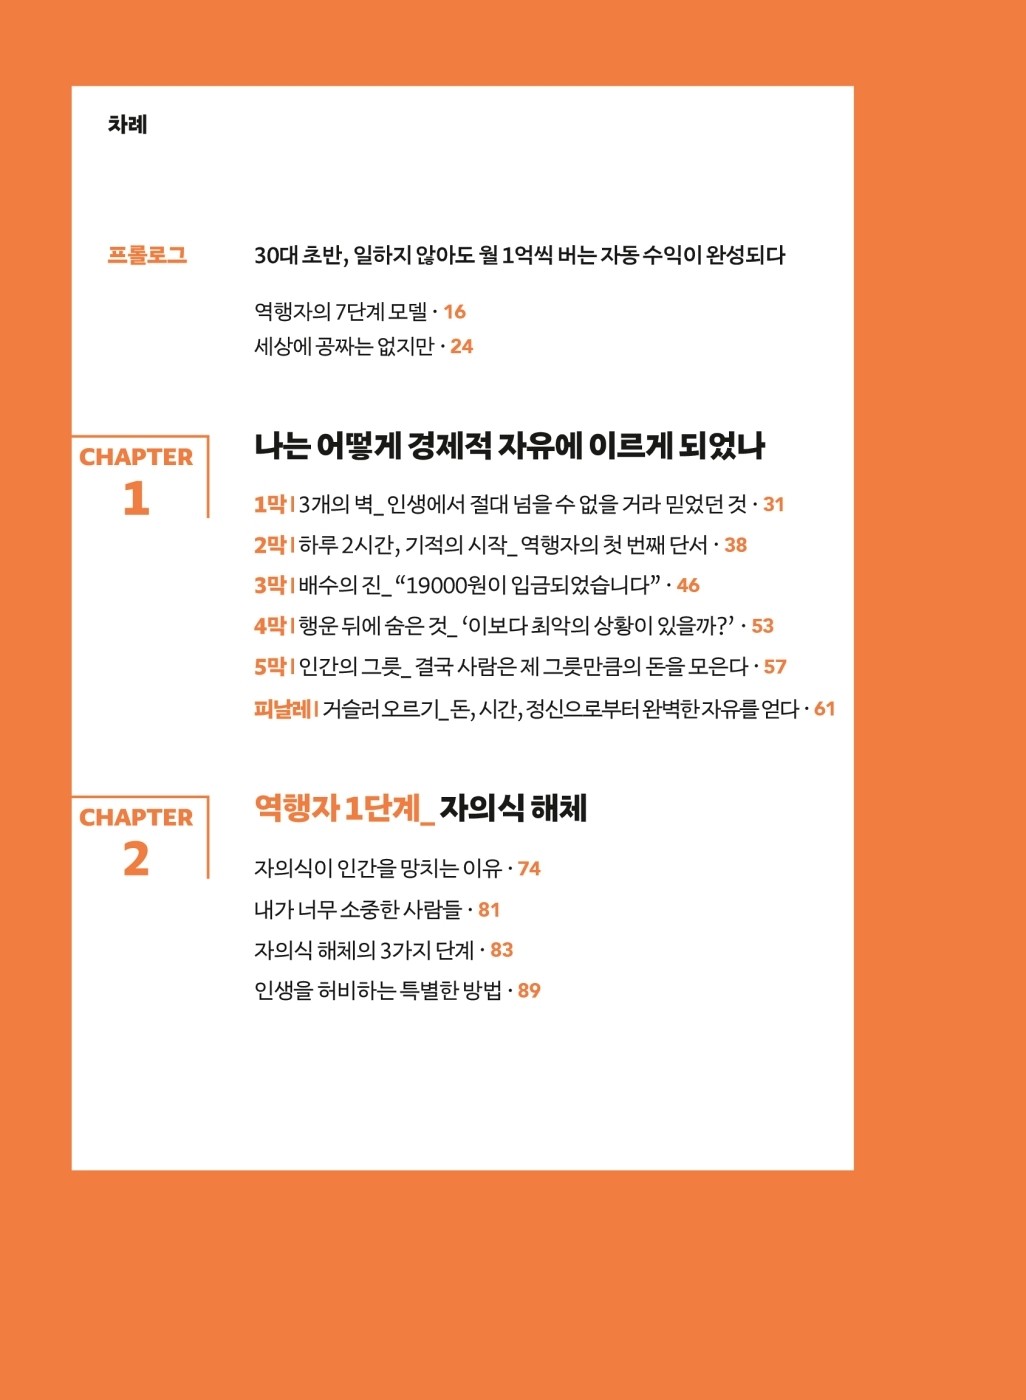 차례
프롤로그 30대 초반, 일하지 않아도 월 1억씩 버는 자동 수익이 완성되다
역행자의 7단계 모델 · 16
세상에 공짜는 없지만 · 24
CHAPTER 1 나는 어떻게 경제적 자유에 이르게 되었나
1막 | 3개의 벽_ 인생에서 절대 넘을 수 없을 거라 믿었던 것 · 31
2막 | 하루 2시간, 기적의 시작_ 역행자의 첫 번째 단서 · 38
3막 | 배수의 진_ “19000원이 입금되었습니다” · 46
4막 | 행운 뒤에 숨은 것_ ‘이보다 최악의 상황이 있을까?’ · 53
5막 | 인간의 그릇_ 결국 사람은 제 그릇만큼의 돈을 모은다 · 57
피날레 | 거슬러 오르기_ 돈, 시간, 정신으로부터 완벽한 자유를 얻다 · 61
CHAPTER 2 역행자 1단계_ 자의식 해체
자의식이 인간을 망치는 이유 · 74
내가 너무 소중한 사람들 · 81
자의식 해체의 3가지 단계 · 83
인생을 허비하는 특별한 방법 · 89